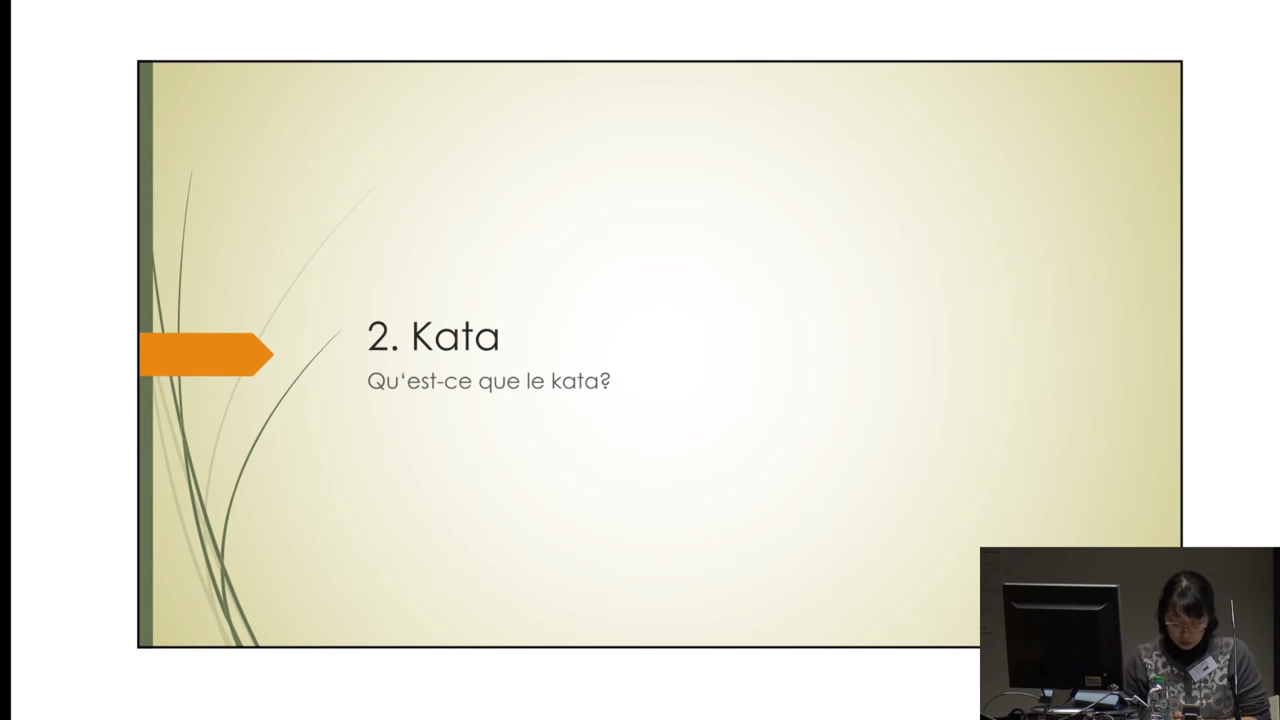 2. Kata
Qu‘est-ce que le kata?